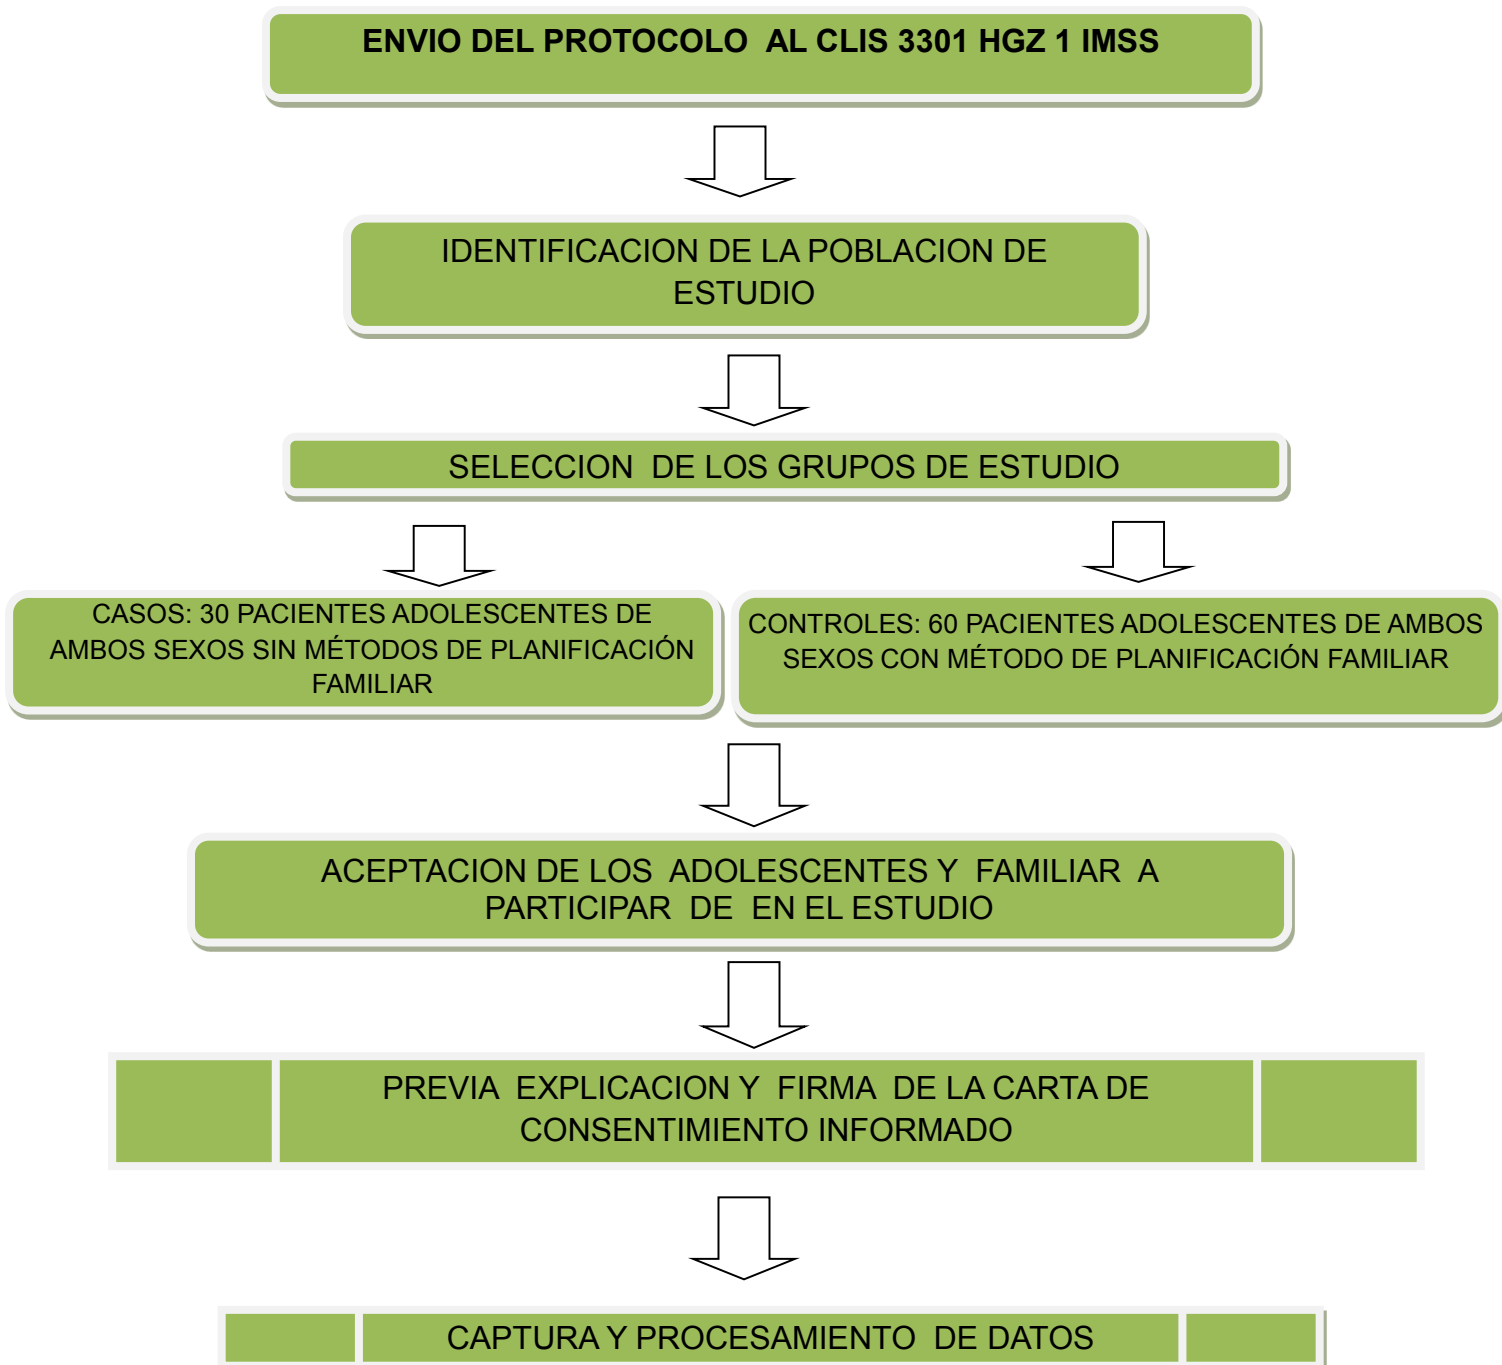 ENVIO DEL PROTOCOLO AL CLIS 3301 HGZ 1 IMSS
IDENTIFICACION DE LA POBLACION DE
ESTUDIO
SELECCION DE LOS GRUPOS DE ESTUDIO
CASOS: 30 PACIENTES ADOLESCENTES DE
AMBOS SEXOS SIN MÉTODOS DE PLANIFICACIÓN
FAMILIAR
CONTROLES: 60 PACIENTES ADOLESCENTES DE AMBOS
SEXOS CON MÉTODO DE PLANIFICACIÓN FAMILIAR
ACEPTACION DE LOS ADOLESCENTES Y FAMILIAR A
PARTICIPAR DE EN EL ESTUDIO
PREVIA EXPLICACION Y FIRMA DE LA CARTA DE
CONSENTIMIENTO INFORMADO
CAPTURA Y PROCESAMIENTO DE DATOS